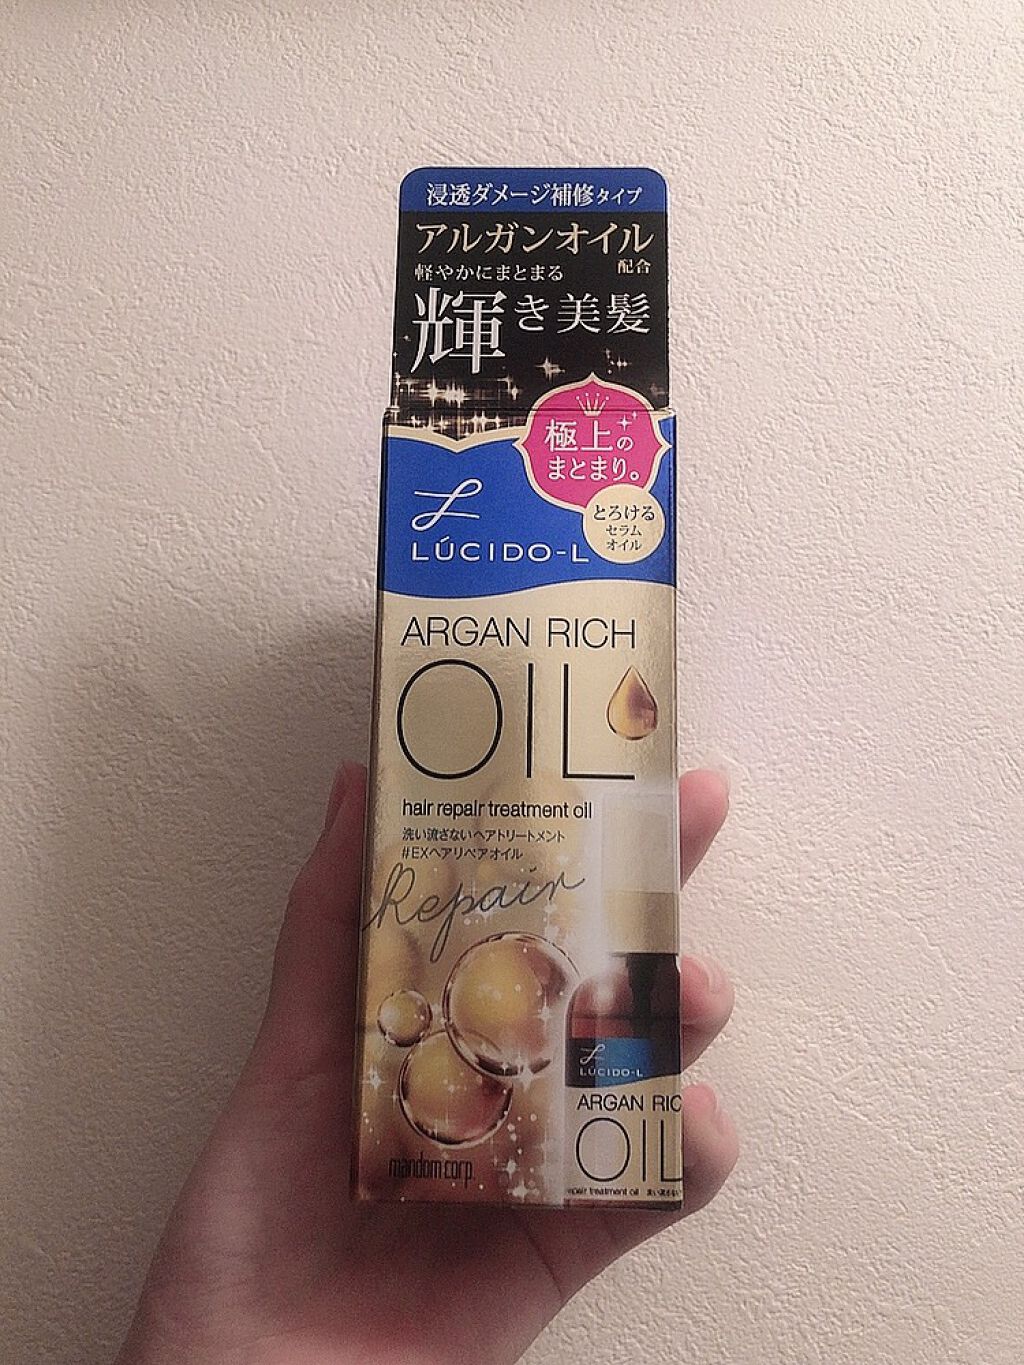 浸透ダメージ補修タイプ
アルガンオイル
配合
軽やかにまとまる
輝き美髪
極上の
まとまり。
とろける
セラム
オイル
LÚCIDO-L
ARGAN RICH
OIL
hair repair treatment oil
洗い流さないヘアトリートメント
#EXヘアリペアオイル
Repair
LÚCIDO-L
ARGAN RIC
OIL
mandom corp.
epair treatment oil